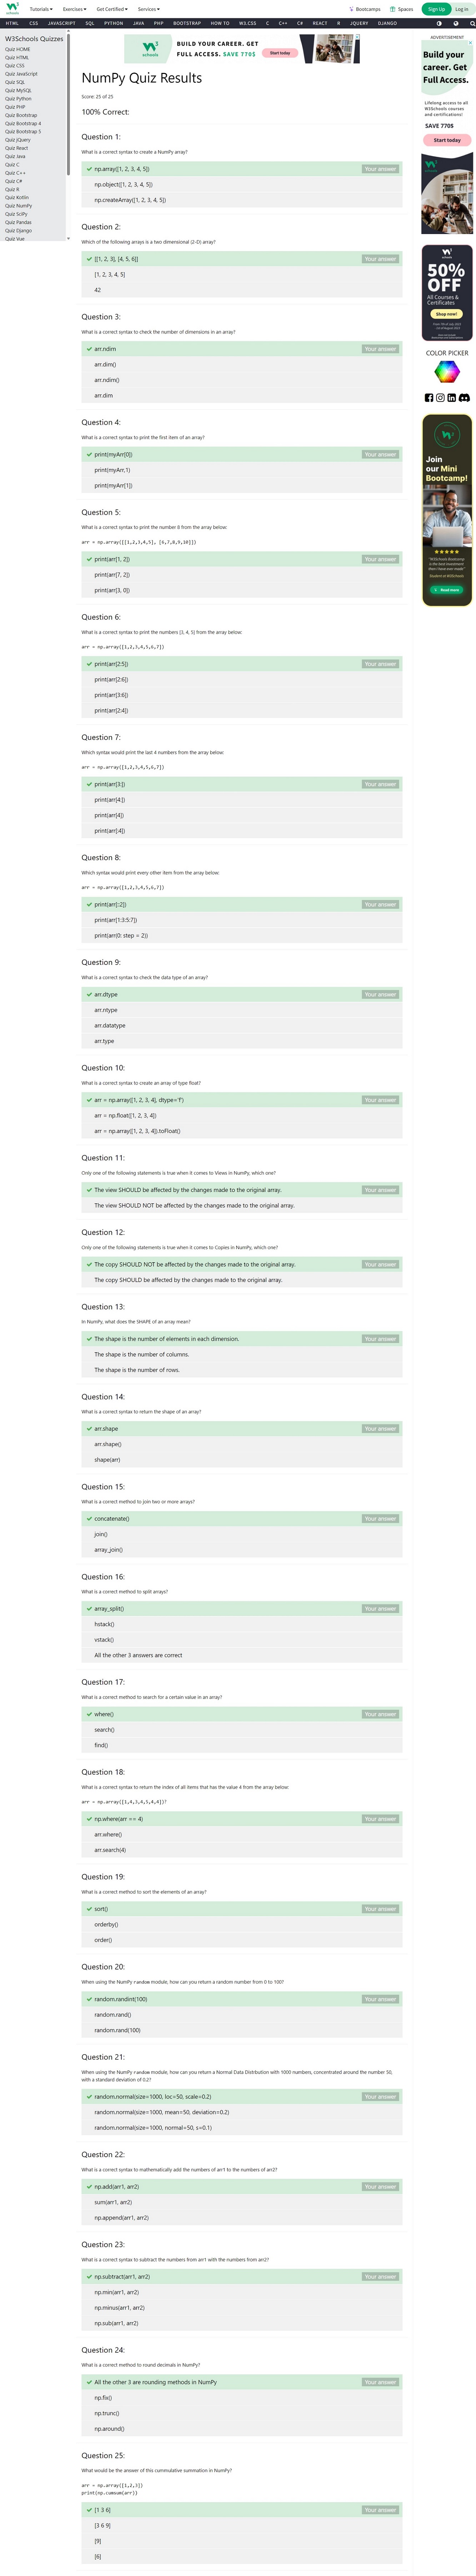 W3 schools
Tutorials Exercises Get Certified Services Bootcamps Spaces Sign Up Log in
HTML CSS JAVASCRIPT SQL PYTHON JAVA PHP BOOTSTRAP HOW TO W3.CSS C C++ C# REACT R JQUERY DJANGO
W3Schools Quizzes
Quiz HOME
Quiz HTML
Quiz CSS
Quiz JavaScript
Quiz SQL
Quiz MySQL
Quiz Python
Quiz PHP
Quiz Bootstrap
Quiz Bootstrap 4
Quiz Bootstrap 5
Quiz jQuery
Quiz React
Quiz Java
Quiz C
Quiz C++
Quiz C#
Quiz R
Quiz Kotlin
Quiz NumPy
Quiz SciPy
Quiz Pandas
Quiz Django
Quiz Vue
W3 schools
BUILD YOUR CAREER. GET
FULL ACCESS. SAVE 770$
Start today
NumPy Quiz Results
Score: 25 of 25
100% Correct:
Question 1:
What is a correct syntax to create a NumPy array?
np.array([1, 2, 3, 4, 5]) Your answer
np.object([1, 2, 3, 4, 5])
np.createArray([1, 2, 3, 4, 5])
Question 2:
Which of the following arrays is a two-dimensional (2-D) array?
[[1, 2, 3], [4, 5, 6]] Your answer
[1, 2, 3, 4, 5]
42
Question 3:
What is a correct syntax to check the number of dimensions in an array?
arr.ndim Your answer
arr.dim()
arr.ndim()
arr.dim
Question 4:
What is a correct syntax to print the first item of an array?
print(myArr[0]) Your answer
print(myArr,1)
print(myArr[1])
Question 5:
What is a correct syntax to print the number 8 from the array below:
arr = np.array([[1,2,3,4,5], [6,7,8,9,10]])
print(arr[1, 2]) Your answer
print(arr[7, 2])
print(arr[3, 0])
Question 6:
What is a correct syntax to print the numbers [3, 4, 5] from the array below:
arr = np.array([1,2,3,4,5,6,7])
print(arr[2:5]) Your answer
print(arr[2:6])
print(arr[3:6])
print(arr[2:4])
Question 7:
Which syntax would print the last 4 numbers from the array below:
arr = np.array([1,2,3,4,5,6,7])
print(arr[3:]) Your answer
print(arr[4:])
print(arr[4])
print(arr[:4])
Question 8:
Which syntax would print every other item from the array below:
arr = np.array([1,2,3,4,5,6,7])
print(arr[::2]) Your answer
print(arr[1:3:5:7])
print(arr(0: step = 2))
Question 9:
What is a correct syntax to check the data type of an array?
arr.dtype Your answer
arr.ntype
arr.datatype
arr.type
Question 10:
What is a correct syntax to create an array of type float?
arr = np.array([1, 2, 3, 4], dtype='f') Your answer
arr = np.float([1, 2, 3, 4])
arr = np.array([1, 2, 3, 4]).toFloat()
Question 11:
Only one of the following statements is true when it comes to Views in NumPy, which one?
The view SHOULD be affected by the changes made to the original array. Your answer
The view SHOULD NOT be affected by the changes made to the original array.
Question 12:
Only one of the following statements is true when it comes to Copies in NumPy, which one?
The copy SHOULD NOT be affected by the changes made to the original array. Your answer
The copy SHOULD be affected by the changes made to the original array.
Question 13:
In NumPy, what does the SHAPE of an array mean?
The shape is the number of elements in each dimension. Your answer
The shape is the number of columns.
The shape is the number of rows.
Question 14:
What is a correct syntax to return the shape of an array?
arr.shape Your answer
arr.shape()
shape(arr)
Question 15:
What is a correct method to join two or more arrays?
concatenate() Your answer
join()
array_join()
Question 16:
What is a correct method to split arrays?
array_split() Your answer
hstack()
vstack()
All the other 3 answers are correct
Question 17:
What is a correct method to search for a certain value in an array?
where() Your answer
search()
find()
Question 18:
What is a correct syntax to return the index of all items that has the value 4 from the array below:
arr = np.array([1,4,3,4,5,4,4])?
np.where(arr == 4) Your answer
arr.where()
arr.search(4)
Question 19:
What is a correct method to sort the elements of an array?
sort() Your answer
orderby()
order()
Question 20:
When using the NumPy random module, how can you return a random number from 0 to 100?
random.randint(100) Your answer
random.rand()
random.rand(100)
Question 21:
When using the NumPy random module, how can you return a Normal Data Distrbution with 1000 numbers, concentrated around the number 50,
with a standard deviation of 0.2?
random.normal(size=1000, loc=50, scale=0.2) Your answer
random.normal(size=1000, mean=50, deviation=0.2)
random.normal(size=1000, normal=50, s=0.1)
Question 22:
What is a correct syntax to mathematically add the numbers of arr1 to the numbers of arr2?
np.add(arr1, arr2) Your answer
sum(arr1, arr2)
np.append(arr1, arr2)
Question 23:
What is a correct syntax to subtract the numbers from arr1 with the numbers from arr2?
np.subtract(arr1, arr2) Your answer
np.min(arr1, arr2)
np.minus(arr1, arr2)
np.sub(arr1, arr2)
Question 24:
What is a correct method to round decimals in NumPy?
All the other 3 are rounding methods in NumPy Your answer
np.fix()
np.trunc()
np.around()
Question 25:
What would be the answer of this cummulative summation in NumPy?
arr = np.array([1,2,3])
print(np.cumsum(arr))
[1 3 6] Your answer
[3 6 9]
[9]
[6]
ADVERTISEMENT
Build your
career. Get
Full Access.
Lifelong access to all
W3Schools courses
and certifications!
SAVE 770$
Start today
W3 schools
50%
OFF
All Courses &
Certificates
Shop now!
COLOR PICKER
Join
our Mini
Bootcamp!
"W3Schools Bootcamp
is the best investment
then I have ever made"
Student at W3Schools
Read more